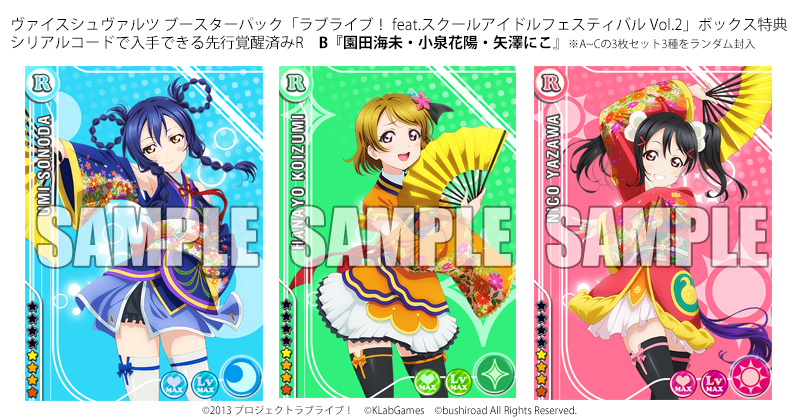 ヴァイスシュヴァルツ ブースターパック「ラブライブ！ feat.スクールアイドルフェスティバル Vol.2」ボックス特典
シリアルコードで入手できる先行覚醒済みR　B『園田海未・小泉花陽・矢澤にこ』※A~Cの3枚セット3種をランダム封入
R
UMI SONODA
SAMPLE
MAX
Lv MAX
R
HANAYO KOIZUMI
SAMPLE
MAX
Lv MAX
R
NICO YAZAWA
SAMPLE
MAX
Lv MAX
©2013 プロジェクトラブライブ！　©KLabGames　©bushiroad All Rights Reserved.